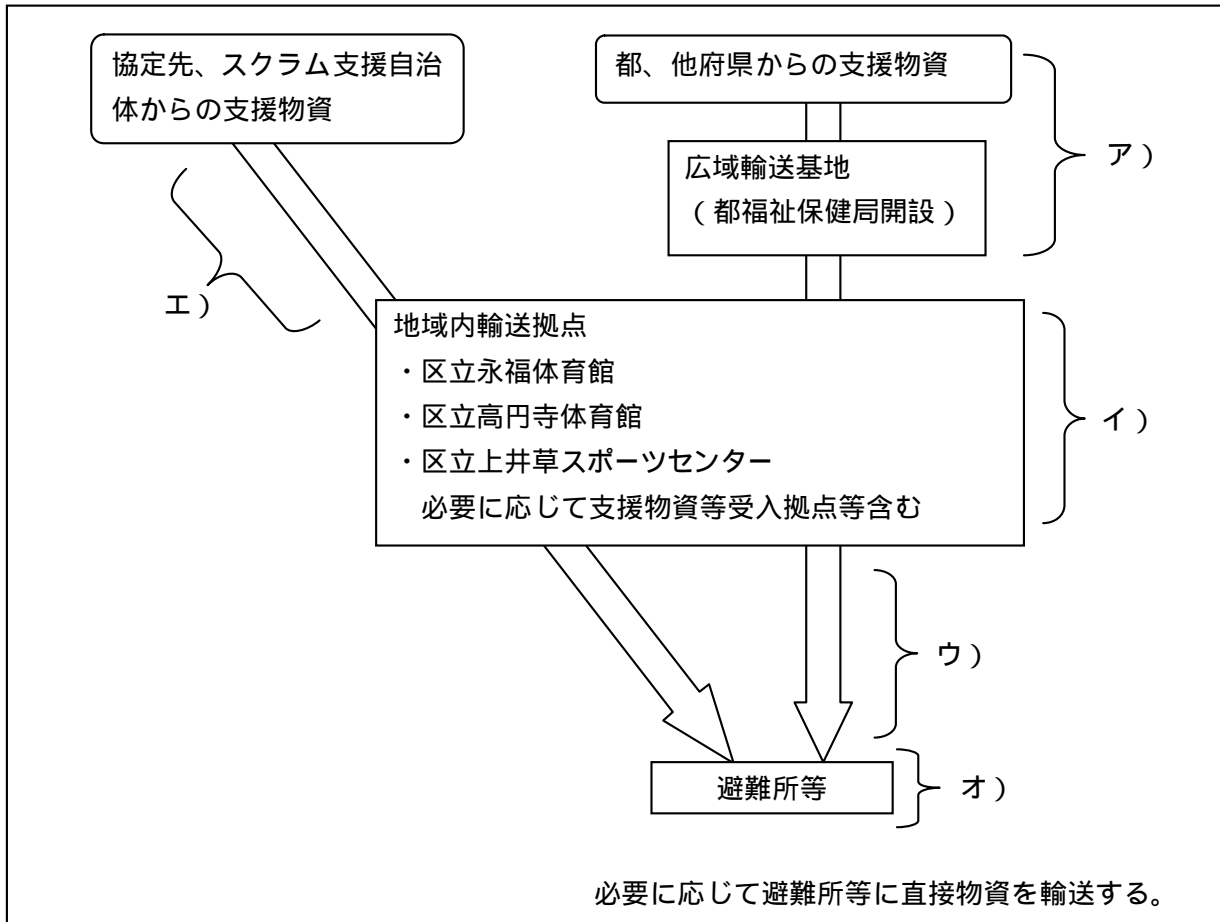 協定先、スクラム支援自治
体からの支援物資
都、他府県からの支援物資
ア）
広域輸送基地
（都福祉保健局開設）
エ）
地域内輸送拠点
・区立永福体育館
・区立高円寺体育館
・区立上井草スポーツセンター
必要に応じて支援物資等受入拠点等含む
イ）
ウ）
避難所等
オ）
必要に応じて避難所等に直接物資を輸送する。